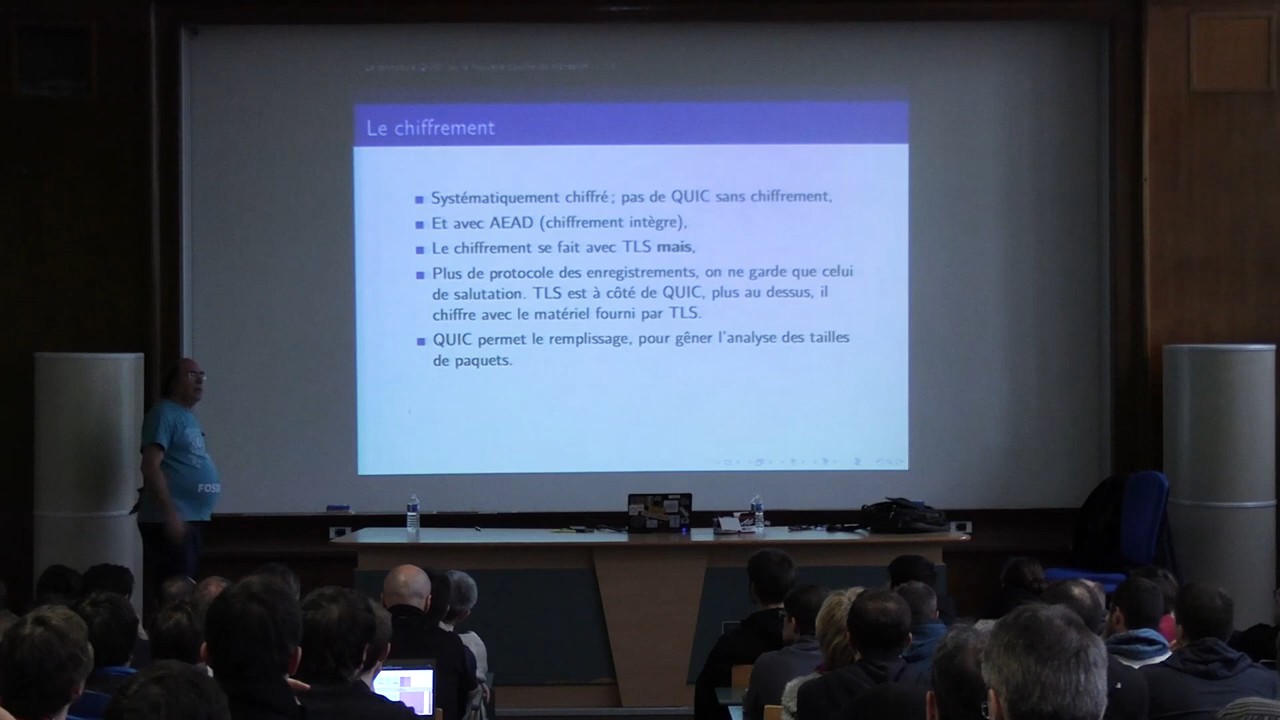 Le chiffrement
Systématiquement chiffré ; pas de QUIC sans chiffrement,
Et avec AEAD (chiffrement intègre),
Le chiffrement se fait avec TLS mais,
Plus de protocole des enregistrements, on ne garde que celui
de salutation. TLS est à côté de QUIC, plus au dessus, il
chiffre avec le matériel fourni par TLS.
QUIC permet le remplissage, pour gêner l'analyse des tailles
de paquets.